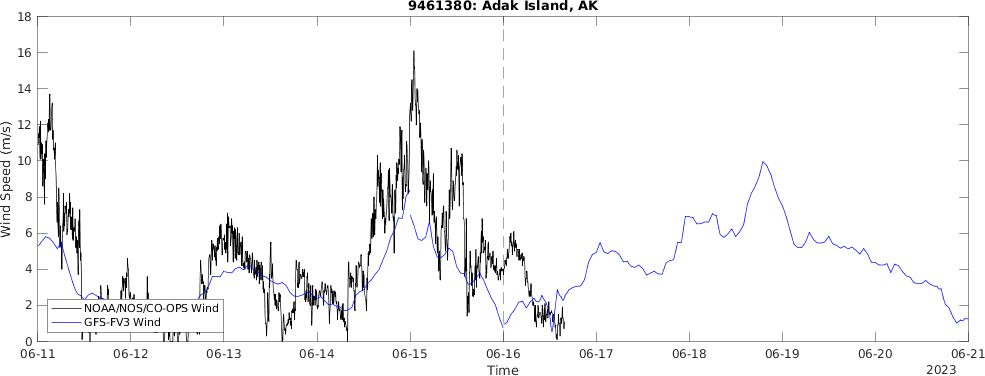 9461380: Adak Island, AK
Wind Speed (m/s)
18
16
14
12
10
8
6
4
2
0
NOAA/NOS/CO-OPS Wind
GFS-FV3 Wind
06-11 06-12 06-13 06-14 06-15 06-16 06-17 06-18 06-19 06-20 06-21
Time
2023